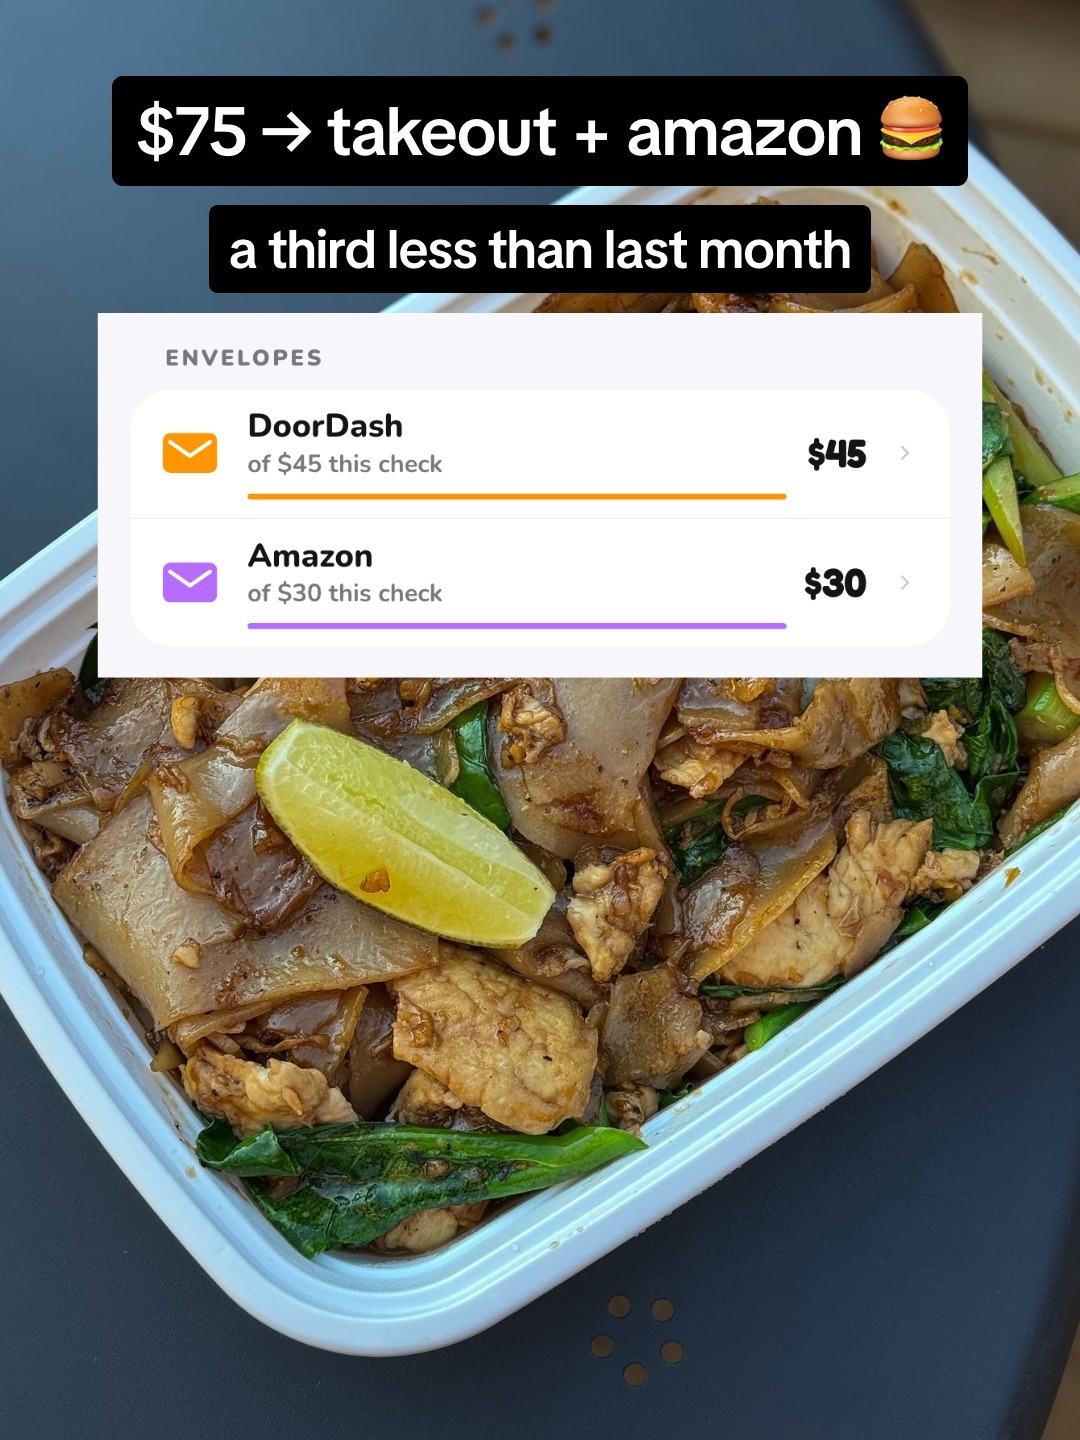 $75 → takeout + amazon 🍔
a third less than last month
ENVELOPES
DoorDash
of $45 this check
$45
Amazon
of $30 this check
$30